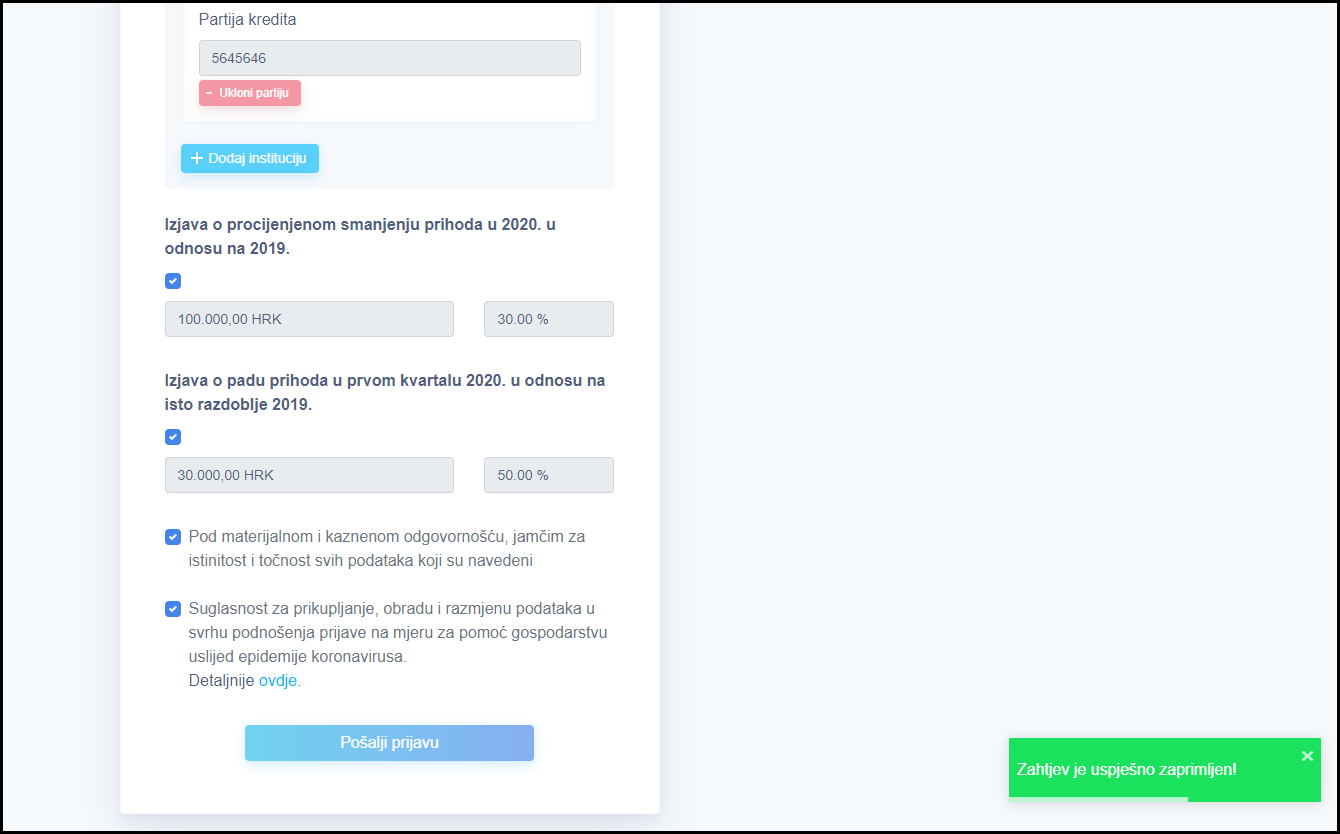 Partija kredita
5645646
− Ukloni partiju
+ Dodaj instituciju
Izjava o procijenjenom smanjenju prihoda u 2020. u
odnosu na 2019.
100.000,00 HRK
30.00 %
Izjava o padu prihoda u prvom kvartalu 2020. u odnosu na
isto razdoblje 2019.
30.000,00 HRK
50.00 %
Pod materijalnom i kaznenom odgovornošću, jamčim za
istinitost i točnost svih podataka koji su navedeni
Suglasnost za prikupljanje, obradu i razmjenu podataka u
svrhu podnošenja prijave na mjeru za pomoć gospodarstvu
uslijed epidemije koronavirusa.
Detaljnije ovdje.
Pošalji prijavu
Zahtjev je uspješno zaprimljen!